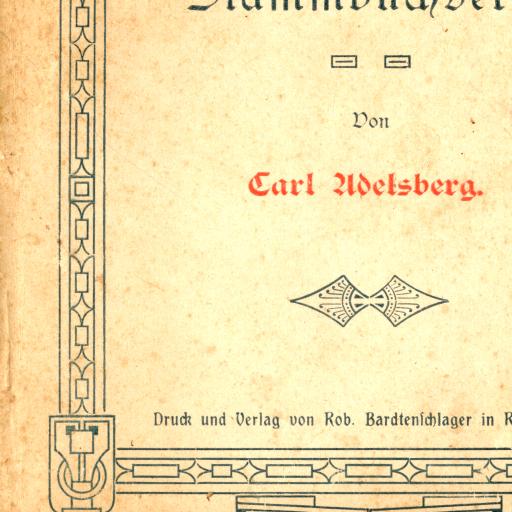 Von
Carl Adelsberg.
Druck und Verlag von Rob. Bardtenschlager in